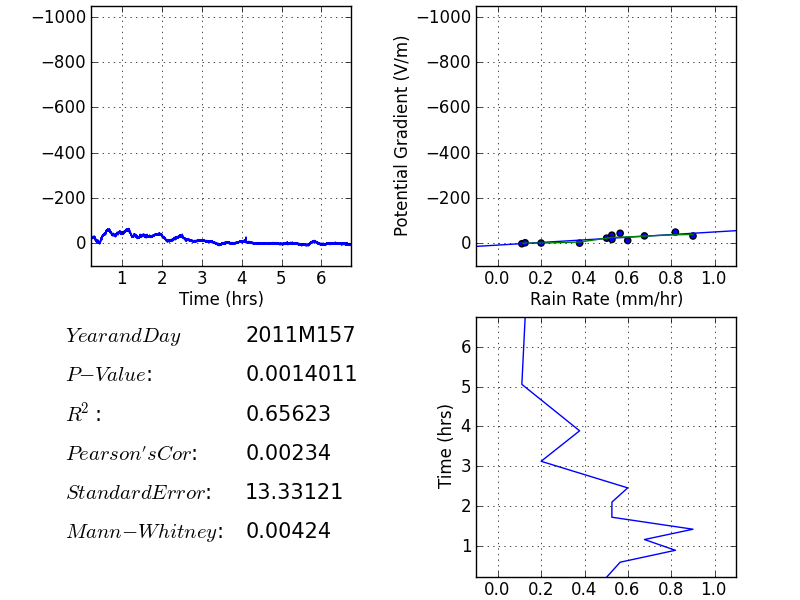 −1000
−800
−600
−400
−200
0
1 2 3 4 5 6
Time (hrs)
Potential Gradient (V/m)
−1000
−800
−600
−400
−200
0
0.0 0.2 0.4 0.6 0.8 1.0
Rain Rate (mm/hr)
YearandDay 2011M157
P−Value: 0.0014011
R²: 0.65623
Pearson'sCor: 0.00234
StandardError: 13.33121
Mann−Whitney: 0.00424
Time (hrs)
6
5
4
3
2
1
0.0 0.2 0.4 0.6 0.8 1.0